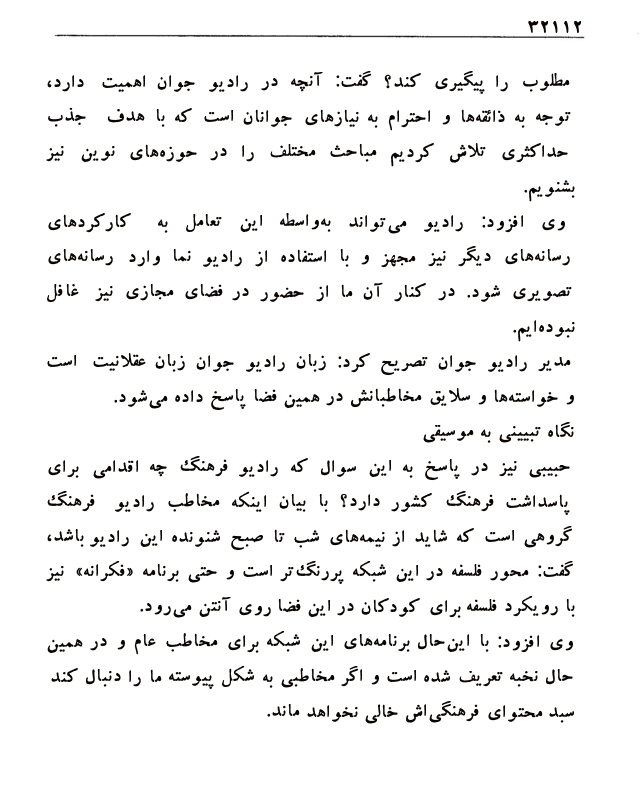 ۳۲۱۱۲
مطلوب را پیگیری کند؟ گفت: آنچه در رادیو جوان اهمیت دارد،
توجه به ذائقه‌ها و احترام به نیازهای جوانان است که با هدف جذب
حداکثری تلاش کردیم مباحث مختلف را در حوزه‌های نوین نیز
بشنویم.
وی افزود: رادیو می‌تواند به‌واسطه این تعامل به کارکردهای
رسانه‌های دیگر نیز مجهز و با استفاده از رادیو نما وارد رسانه‌های
تصویری شود. در کنار آن ما از حضور در فضای مجازی نیز غافل
نبوده‌ایم.
مدیر رادیو جوان تصریح کرد: زبان رادیو جوان زبان عقلانیت است
و خواسته‌ها و سلایق مخاطبانش در همین فضا پاسخ داده می‌شود.
نگاه تبیینی به موسیقی
حبیبی نیز در پاسخ به این سوال که رادیو فرهنگ چه اقدامی برای
پاسداشت فرهنگ کشور دارد؟ با بیان اینکه مخاطب رادیو فرهنگ
گروهی است که شاید از نیمه‌های شب تا صبح شنونده این رادیو باشد،
گفت: محور فلسفه در این شبکه پررنگ‌تر است و حتی برنامه «فکرانه» نیز
با رویکرد فلسفه برای کودکان در این فضا روی آنتن می‌رود.
وی افزود: با این‌حال برنامه‌های این شبکه برای مخاطب عام و در همین
حال نخبه تعریف شده است و اگر مخاطبی به شکل پیوسته ما را دنبال کند
سبد محتوای فرهنگی‌اش خالی نخواهد ماند.